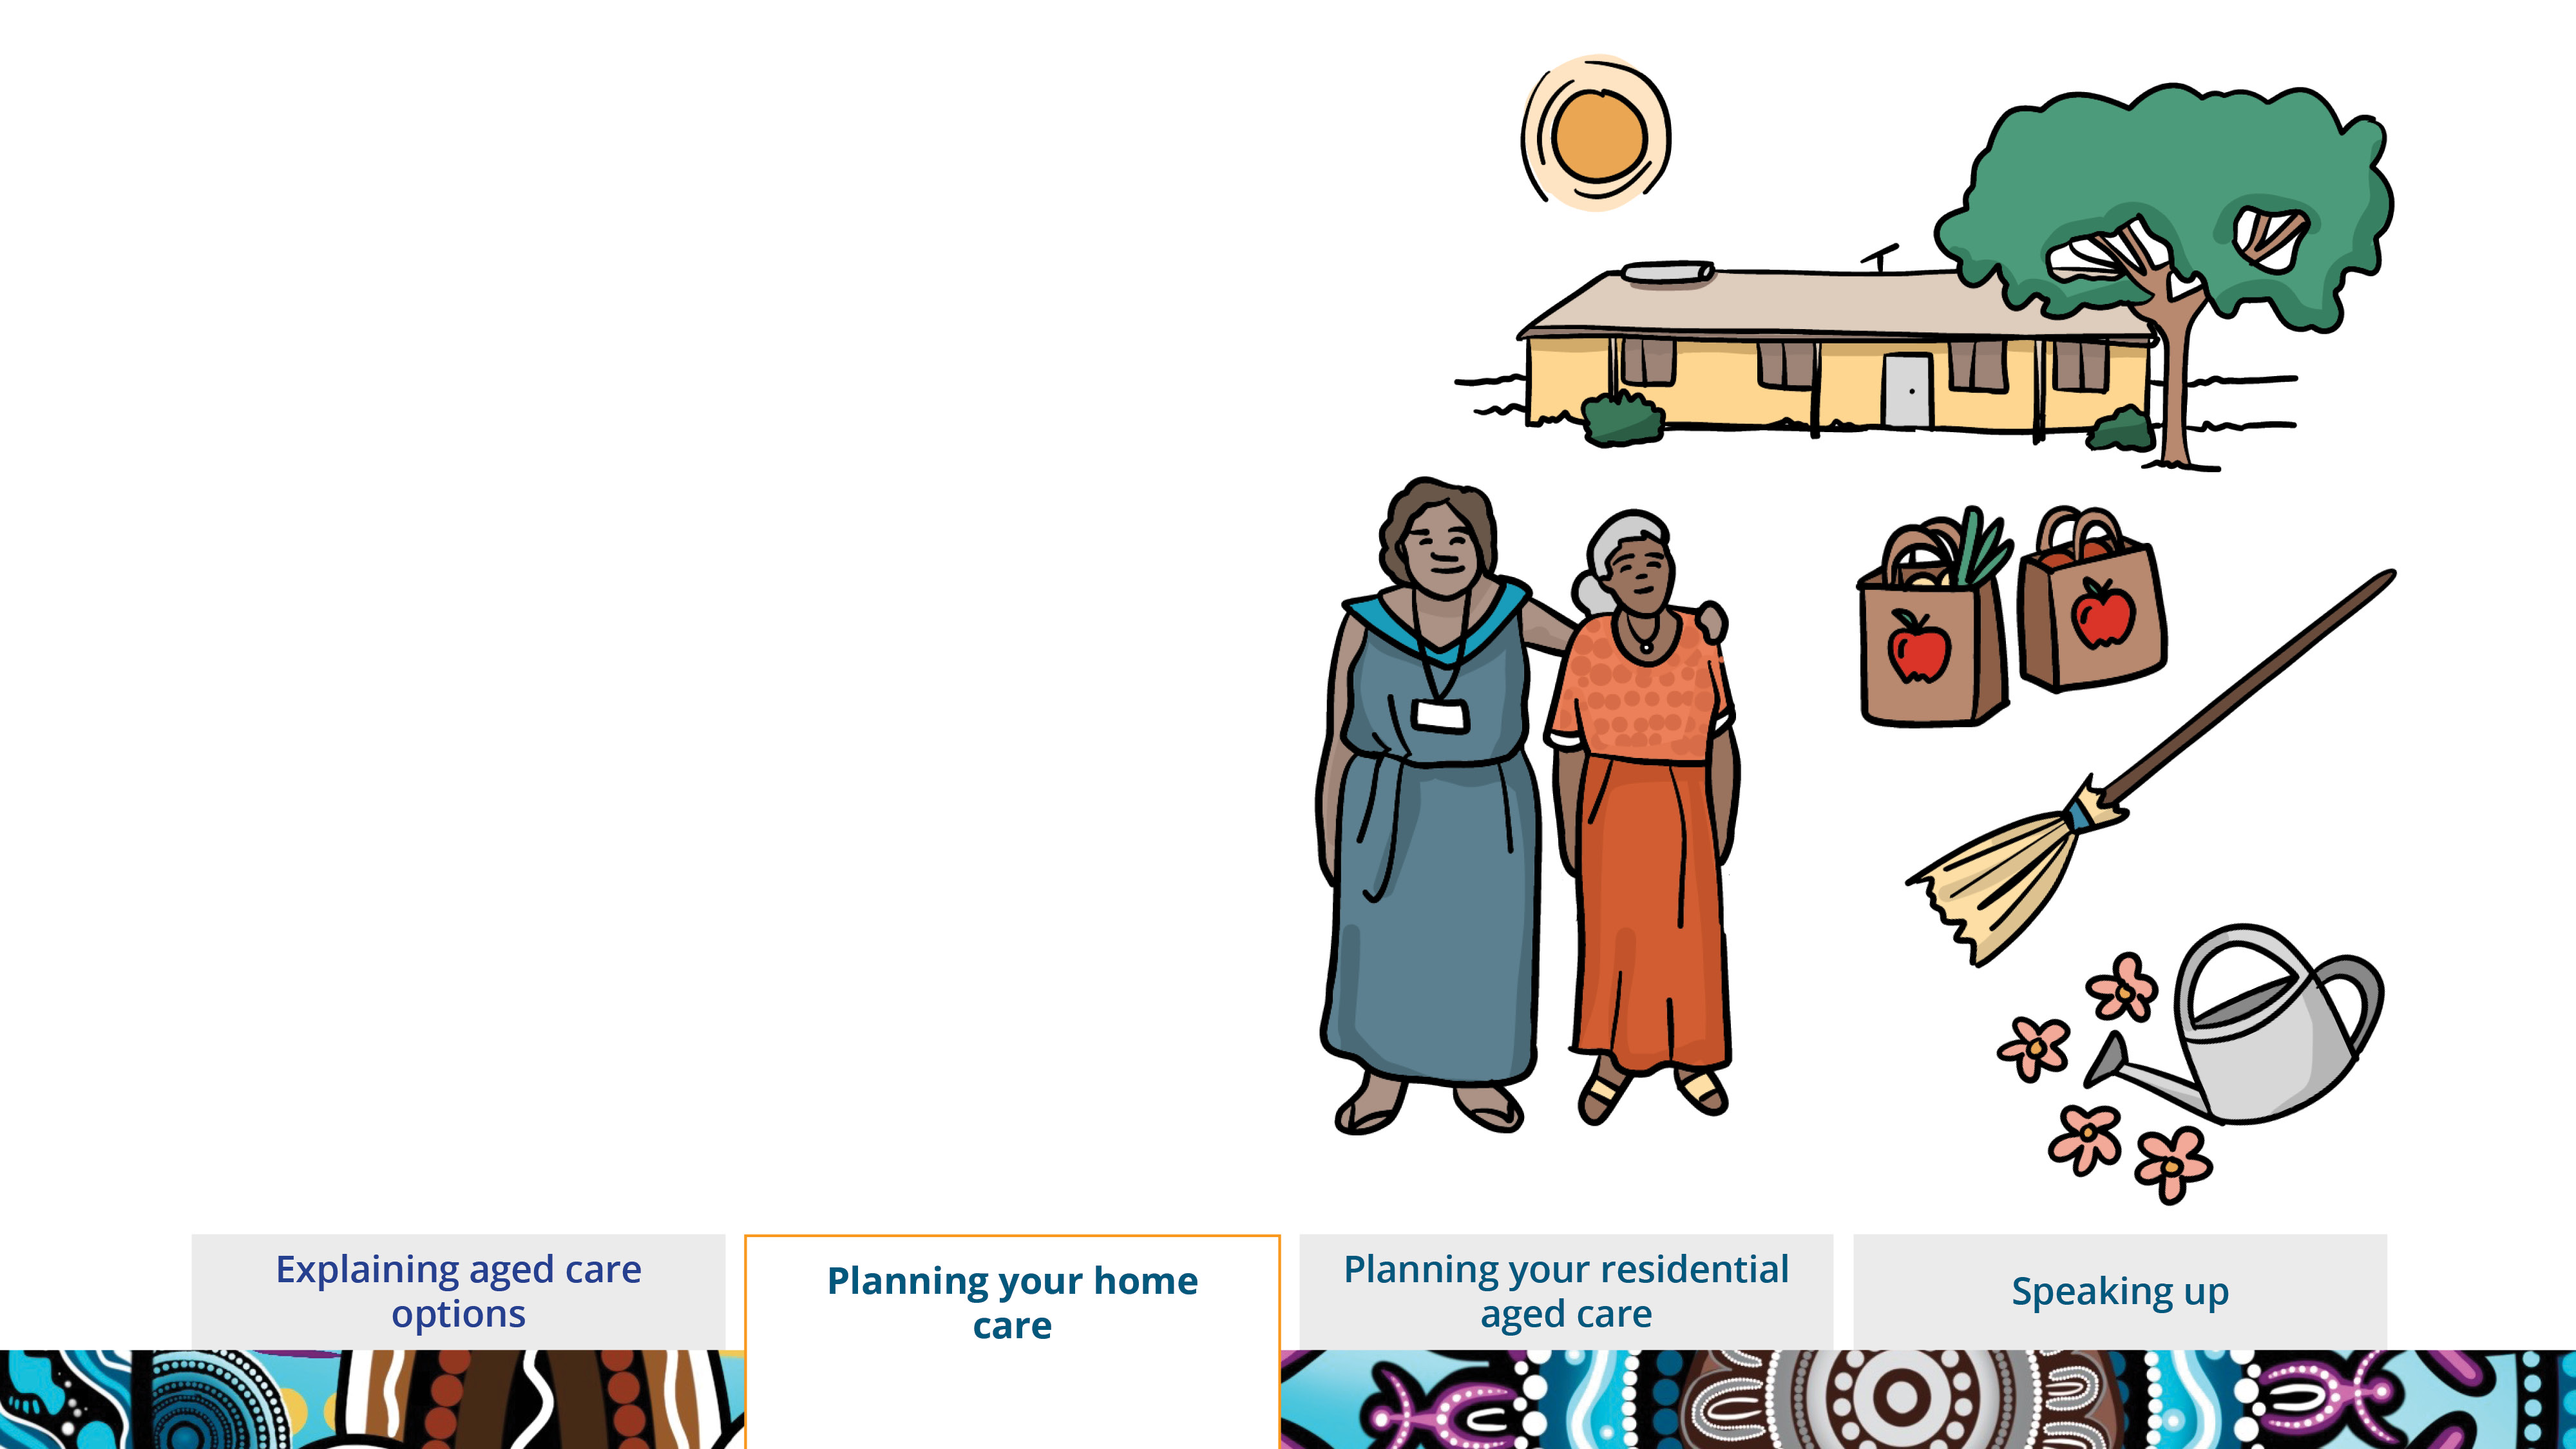 Explaining aged care
options
Planning your home
care
Planning your residential
aged care
Speaking up